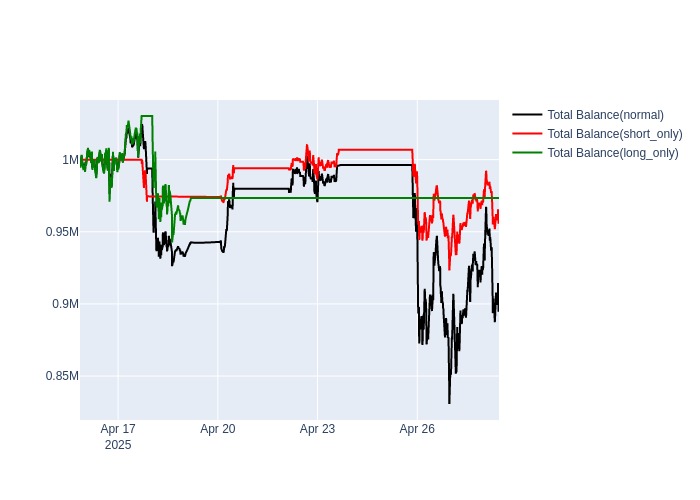 Total Balance(normal)
Total Balance(short_only)
Total Balance(long_only)
1M
0.95M
0.9M
0.85M
Apr 17
2025
Apr 20
Apr 23
Apr 26